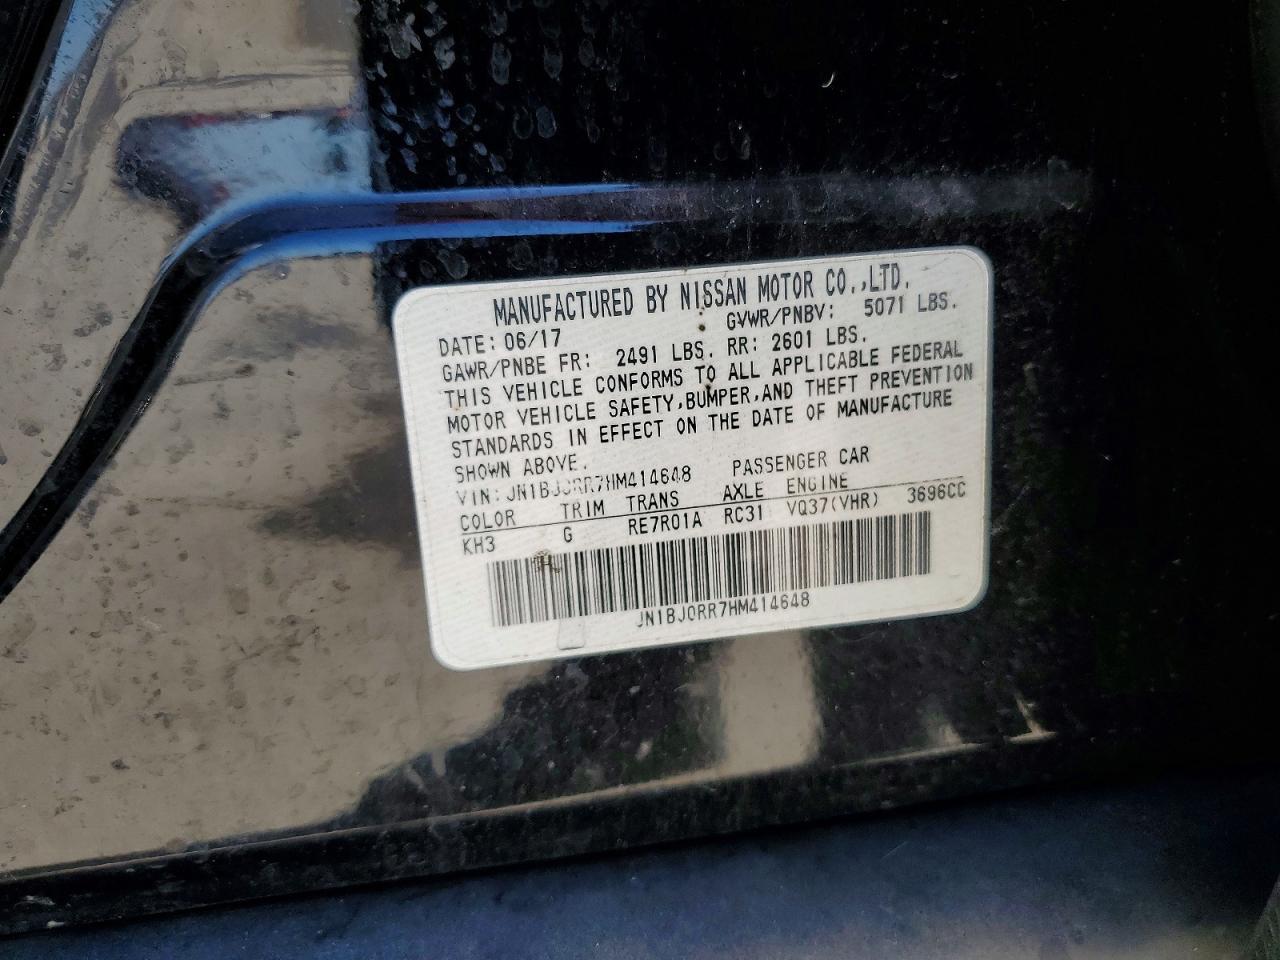 MANUFACTURED BY NISSAN MOTOR CO.,LTD.
DATE: 06/17 GVWR/PNBV: 5071 LBS.
GAWR/PNBE FR: 2491 LBS. RR: 2601 LBS.
THIS VEHICLE CONFORMS TO ALL APPLICABLE FEDERAL
MOTOR VEHICLE SAFETY,BUMPER,AND THEFT PREVENTION
STANDARDS IN EFFECT ON THE DATE OF MANUFACTURE
SHOWN ABOVE.
VIN: JN1BJ0RR7HM414648 PASSENGER CAR
COLOR TRIM TRANS AXLE ENGINE
KH3 G RE7R01A RC31 VQ37(VHR) 3696CC
JN1BJ0RR7HM414648